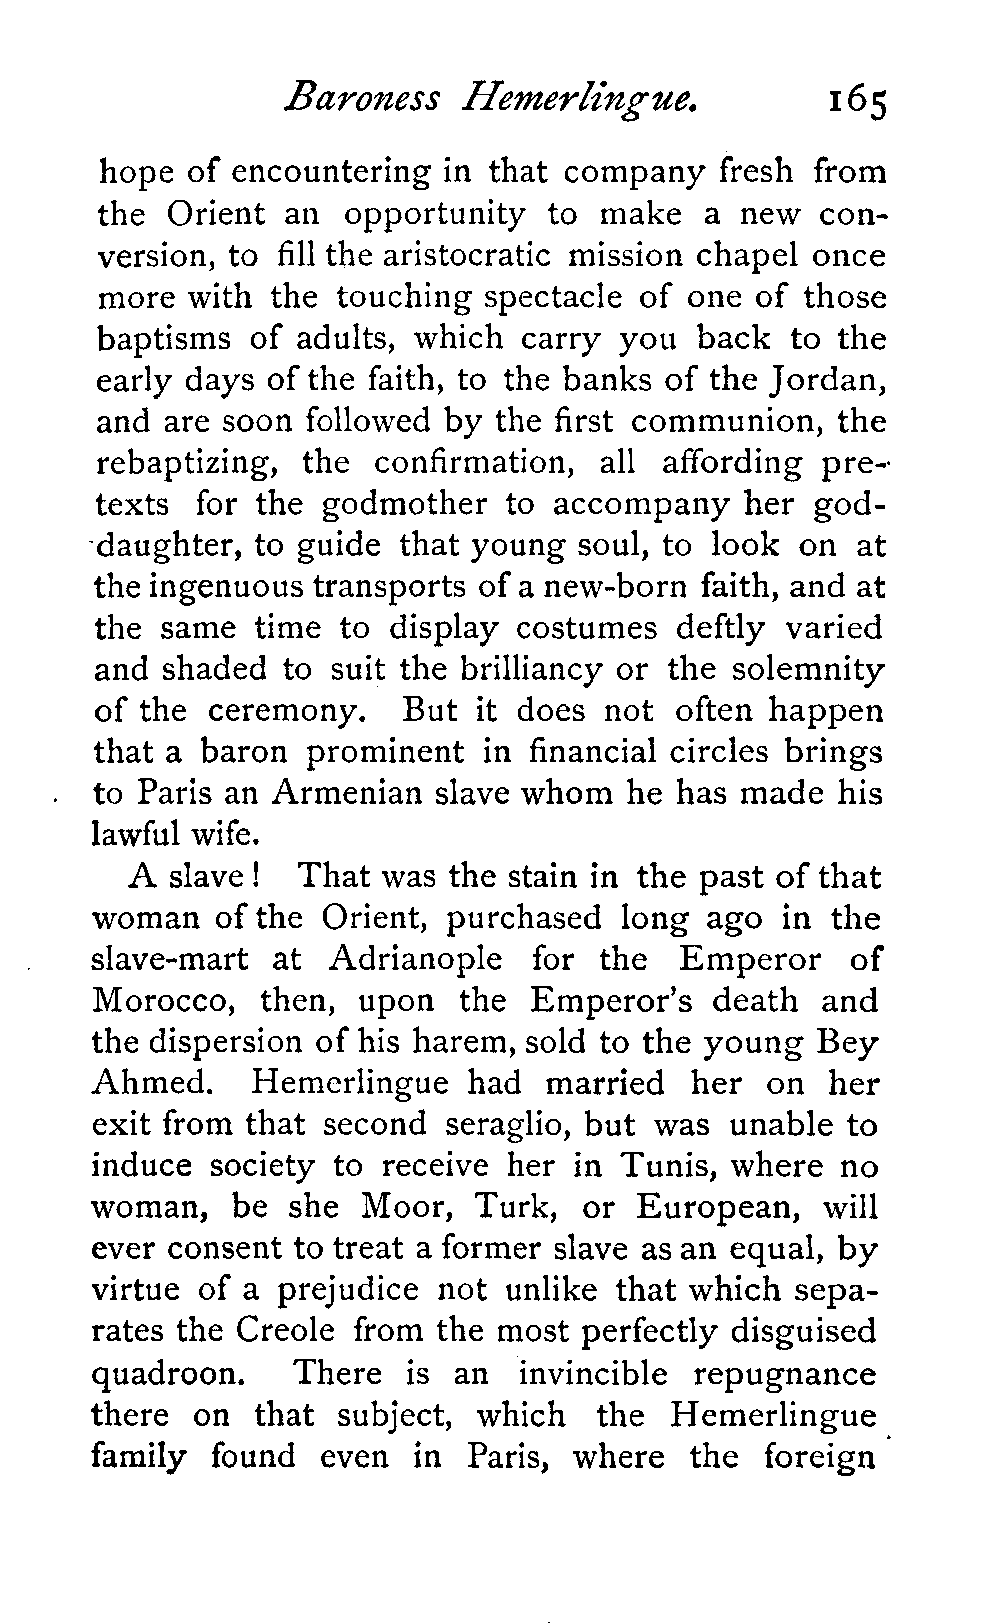 Baroness Hemerlingue. 165
hope of encountering in that company fresh from
the Orient an opportunity to make a new con-
version, to fill the aristocratic mission chapel once
more with the touching spectacle of one of those
baptisms of adults, which carry you back to the
early days of the faith, to the banks of the Jordan,
and are soon followed by the first communion, the
rebaptizing, the confirmation, all affording pre-
texts for the godmother to accompany her god-
daughter, to guide that young soul, to look on at
the ingenuous transports of a new-born faith, and at
the same time to display costumes deftly varied
and shaded to suit the brilliancy or the solemnity
of the ceremony. But it does not often happen
that a baron prominent in financial circles brings
to Paris an Armenian slave whom he has made his
lawful wife.
A slave! That was the stain in the past of that
woman of the Orient, purchased long ago in the
slave-mart at Adrianople for the Emperor of
Morocco, then, upon the Emperor's death and
the dispersion of his harem, sold to the young Bey
Ahmed. Hemerlingue had married her on her
exit from that second seraglio, but was unable to
induce society to receive her in Tunis, where no
woman, be she Moor, Turk, or European, will
ever consent to treat a former slave as an equal, by
virtue of a prejudice not unlike that which sepa-
rates the Creole from the most perfectly disguised
quadroon. There is an invincible repugnance
there on that subject, which the Hemerlingue
family found even in Paris, where the foreign